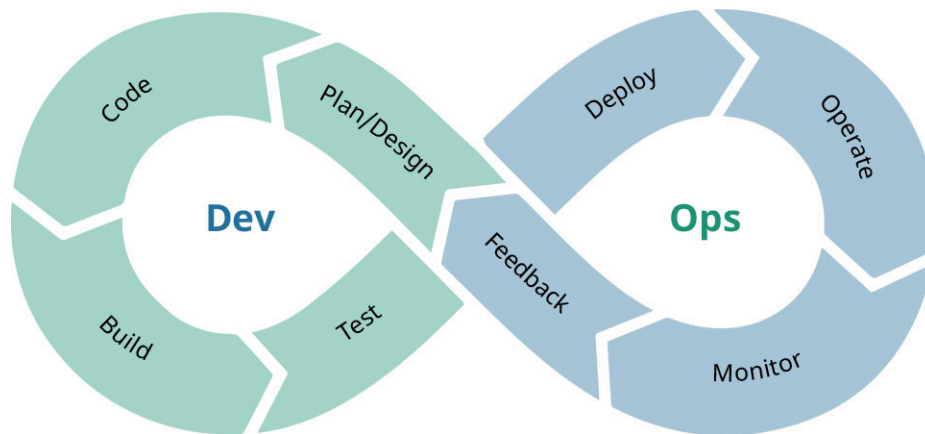 Code
Plan/Design
Deploy
Operate
Dev
Ops
Feedback
Build
Test
Monitor